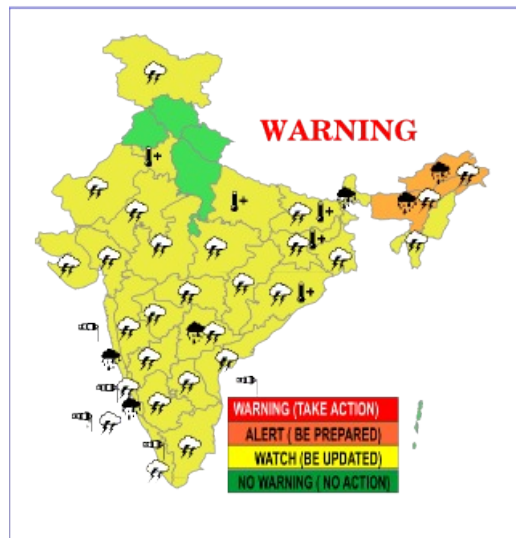 WARNING
WARNING (TAKE ACTION)
ALERT ( BE PREPARED)
WATCH (BE UPDATED)
NO WARNING ( NO ACTION)